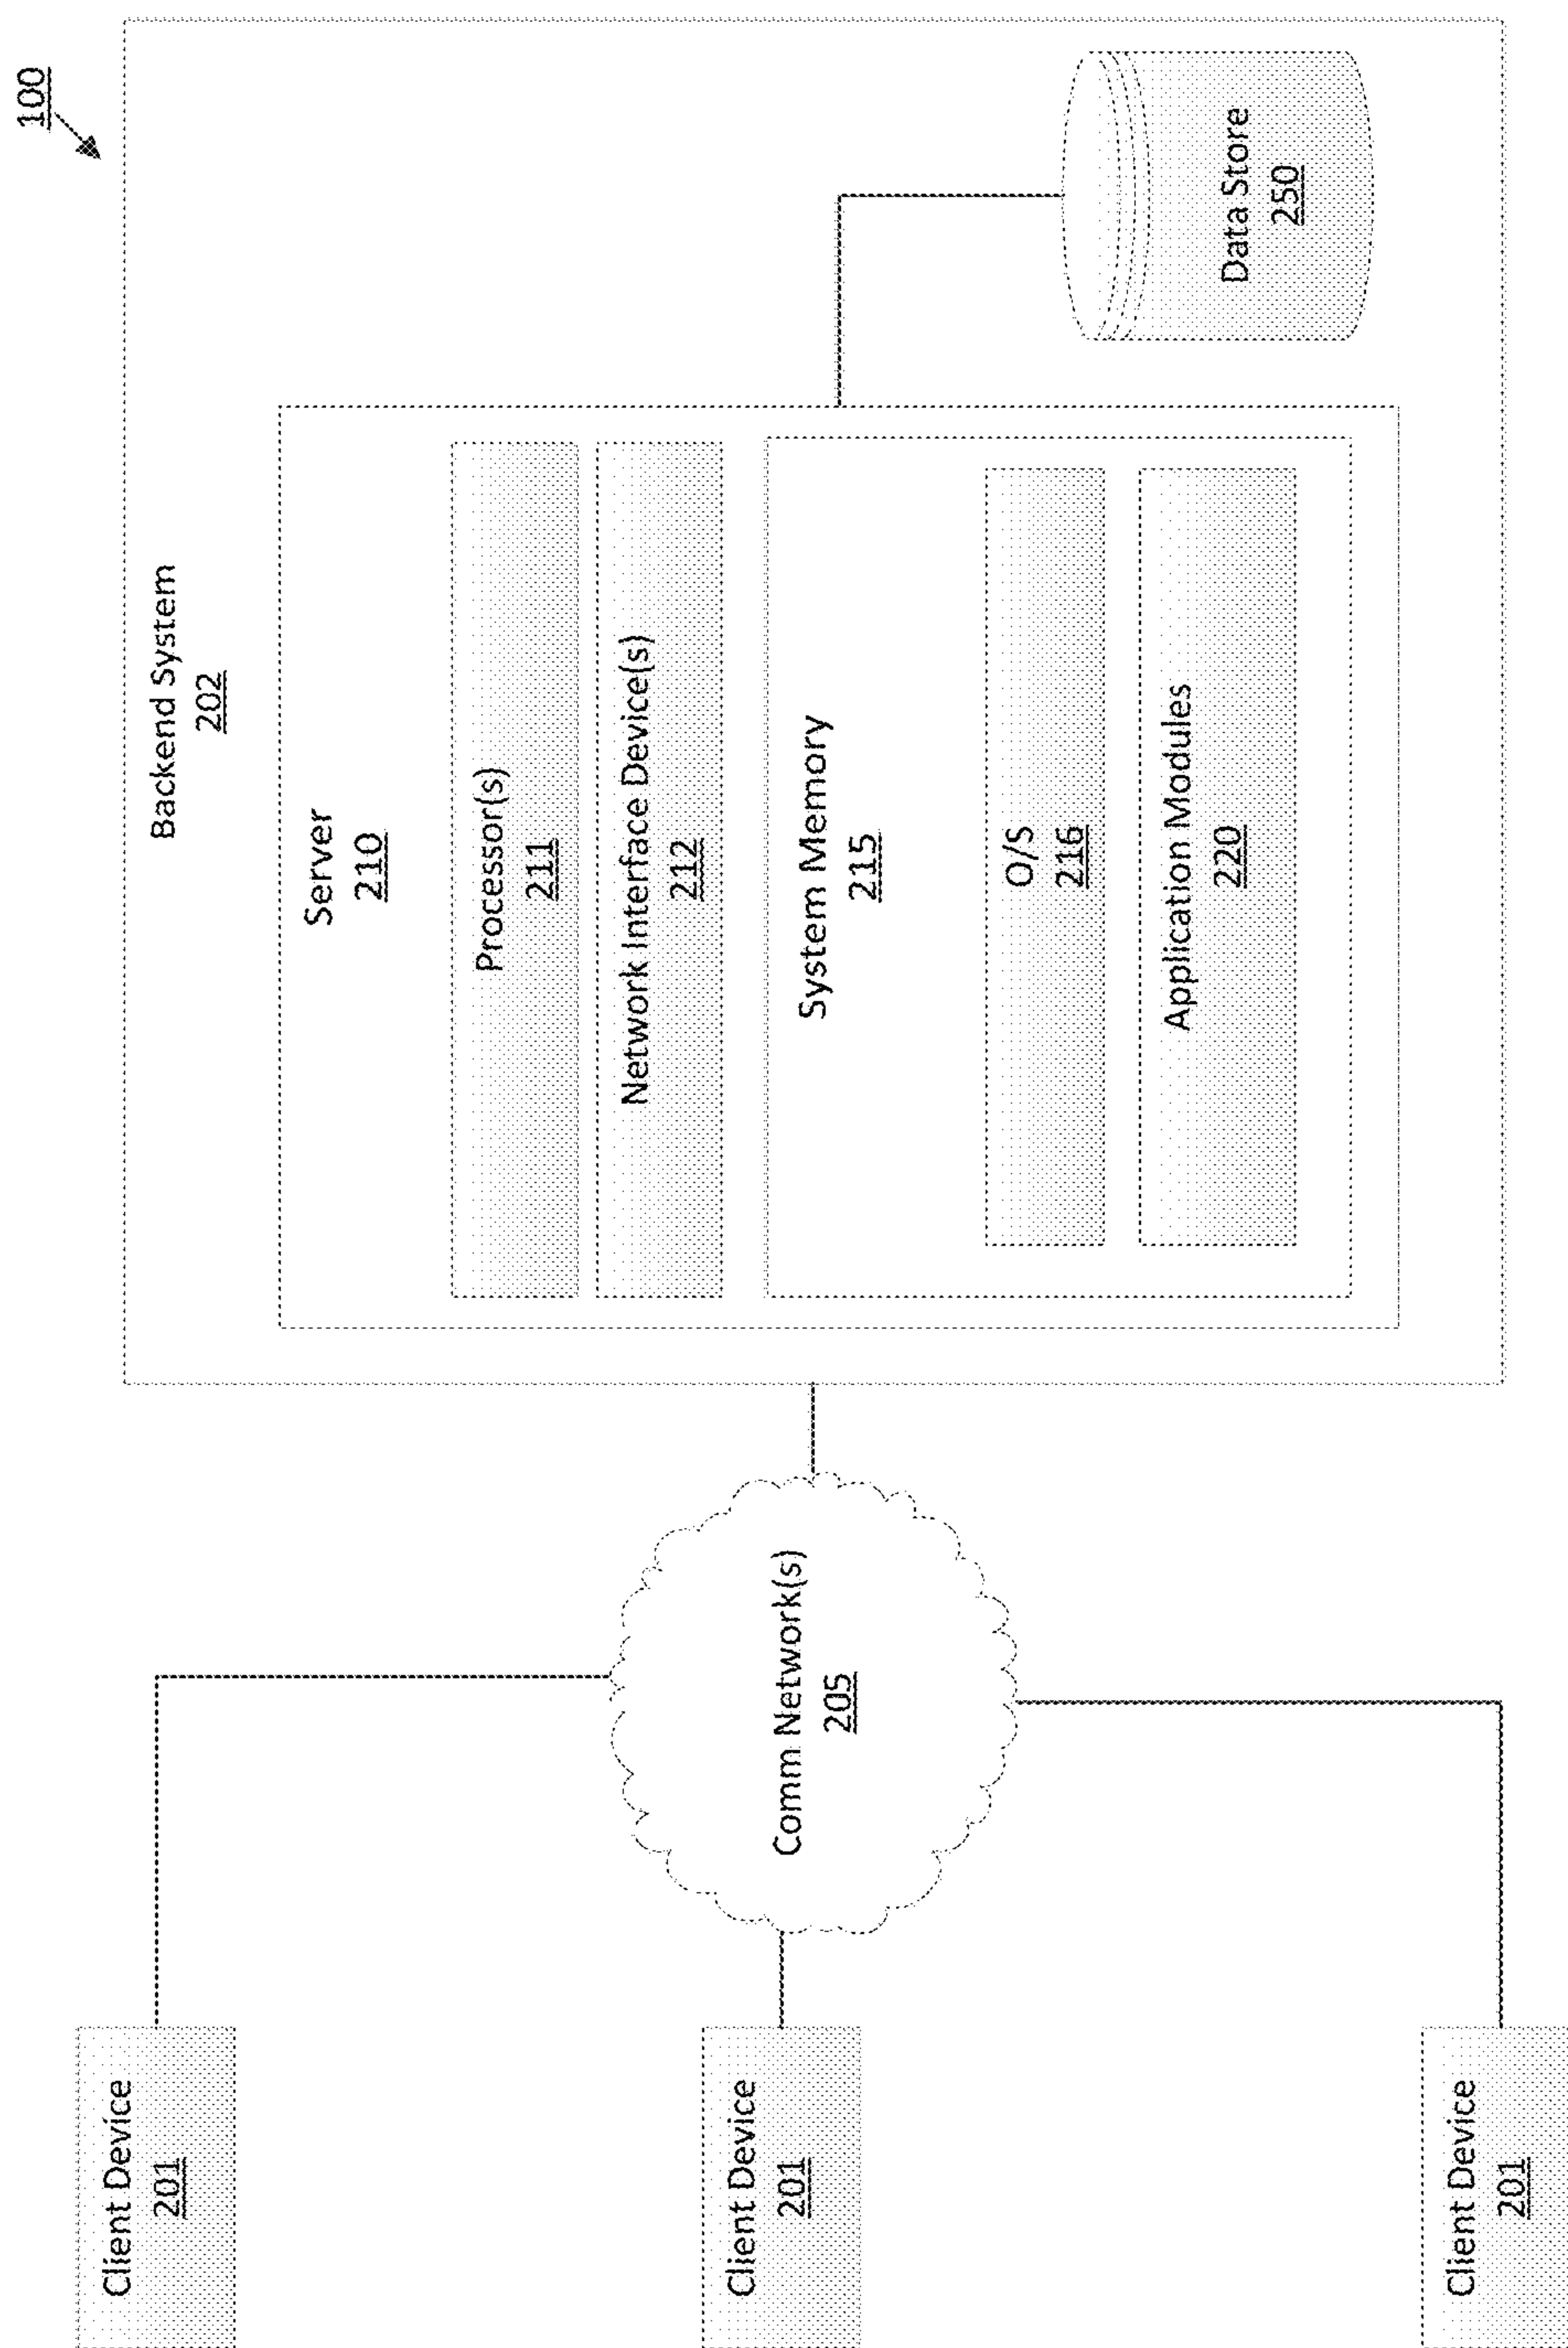 100
Backend System
202
Server
210
Processor(s)
211
Network Interface Device(s)
212
System Memory
215
O/S
216
Application Modules
220
Data Store
250
Comm Network(s)
205
Client Device
201
Client Device
201
Client Device
201